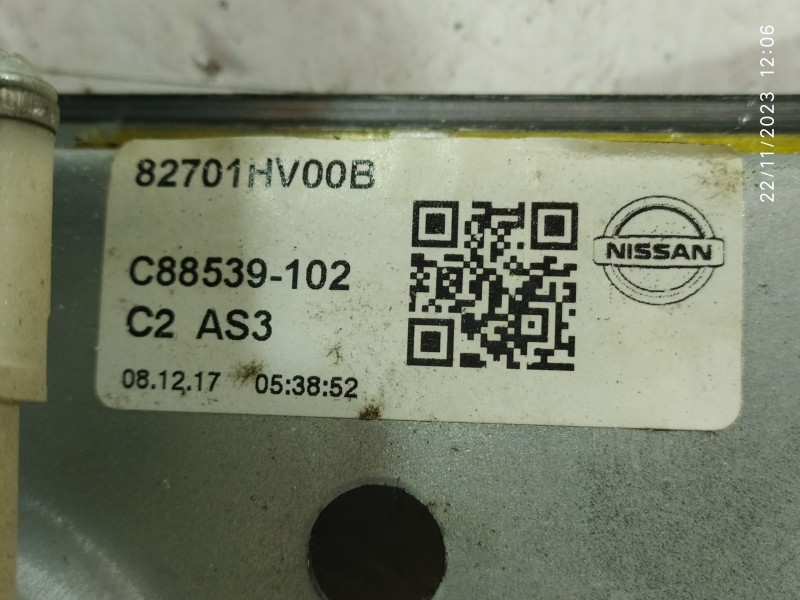 82701HV00B
C88539-102
C2 AS3
08.12.17 05:38:52
NISSAN
22/11/2023 12:06